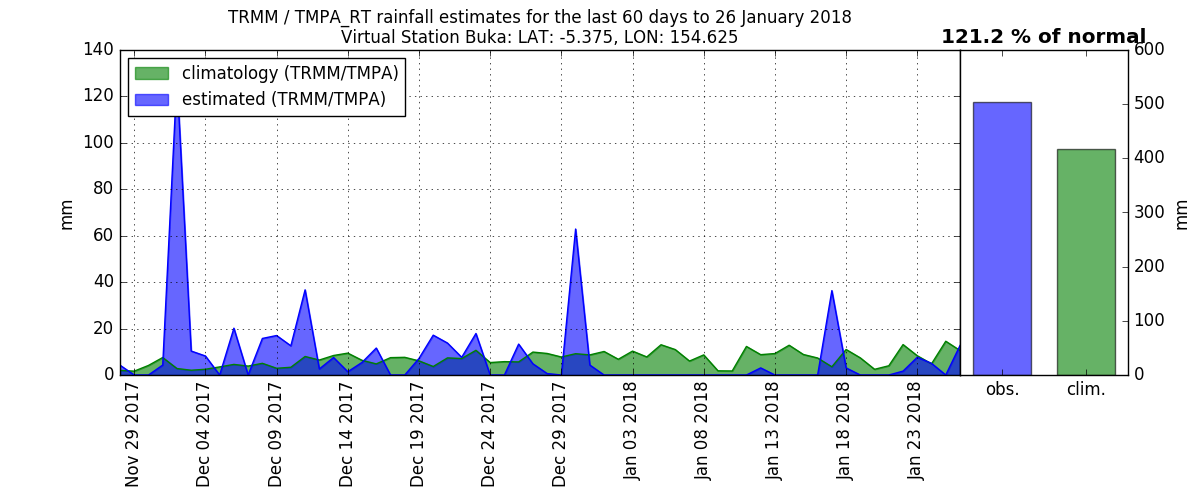 TRMM / TMPA_RT rainfall estimates for the last 60 days to 26 January 2018
Virtual Station Buka: LAT: -5.375, LON: 154.625
121.2 % of normal
climatology (TRMM/TMPA)
estimated (TRMM/TMPA)
140
120
100
80
60
40
20
0
mm
Nov 29 2017
Dec 04 2017
Dec 09 2017
Dec 14 2017
Dec 19 2017
Dec 24 2017
Dec 29 2017
Jan 03 2018
Jan 08 2018
Jan 13 2018
Jan 18 2018
Jan 23 2018
600
500
400
300
200
100
0
mm
obs.
clim.